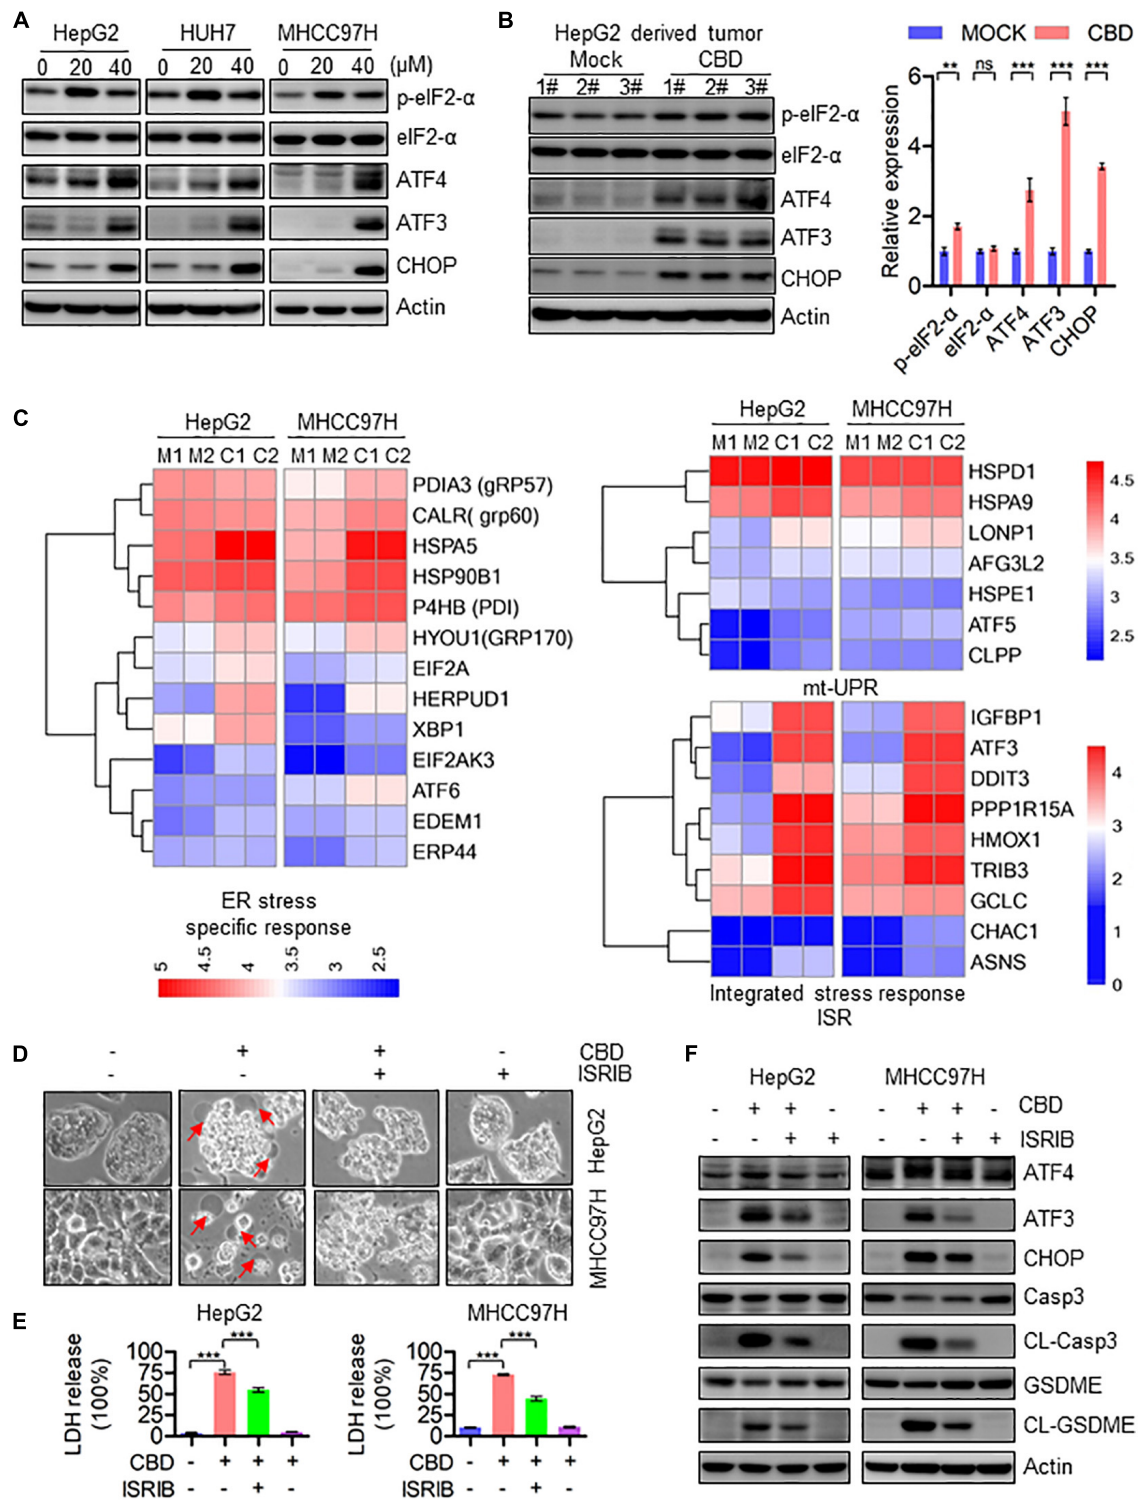 A
HepG2 HUH7 MHCC97H
0 20 40 0 20 40 0 20 40 (μM)
p-eIF2-α
eIF2-α
ATF4
ATF3
CHOP
Actin
B
HepG2 derived tumor
Mock CBD
1# 2# 3# 1# 2# 3#
p-eIF2-α
eIF2-α
ATF4
ATF3
CHOP
Actin
MOCK CBD
** ns *** *** ***
Relative expression
6
4
2
0
p-eIF2-α eIF2-α ATF4 ATF3 CHOP
C
HepG2 MHCC97H
M1 M2 C1 C2 M1 M2 C1 C2
PDIA3 (gRP57)
CALR( grp60)
HSPA5
HSP90B1
P4HB (PDI)
HYOU1(GRP170)
EIF2A
HERPUD1
XBP1
EIF2AK3
ATF6
EDEM1
ERP44
ER stress
specific response
5 4.5 4 3.5 3 2.5
HepG2 MHCC97H
M1 M2 C1 C2 M1 M2 C1 C2
HSPD1
HSPA9
LONP1
AFG3L2
HSPE1
ATF5
CLPP
mt-UPR
4.5
4
3.5
3
2.5
IGFBP1
ATF3
DDIT3
PPP1R15A
HMOX1
TRIB3
GCLC
CHAC1
ASNS
Integrated stress response
ISR
4
3
2
1
0
D
- + + - CBD
- - + + ISRIB
HepG2
MHCC97H
E
HepG2
LDH release
(100%)
100
75
50
25
0
*** ***
CBD - + + +
ISRIB - - + -
MHCC97H
LDH release
(100%)
100
75
50
25
0
*** ***
CBD - + + +
ISRIB - - + -
F
HepG2 MHCC97H
- + + - - + + - CBD
- - + + - - + + ISRIB
ATF4
ATF3
CHOP
Casp3
CL-Casp3
GSDME
CL-GSDME
Actin